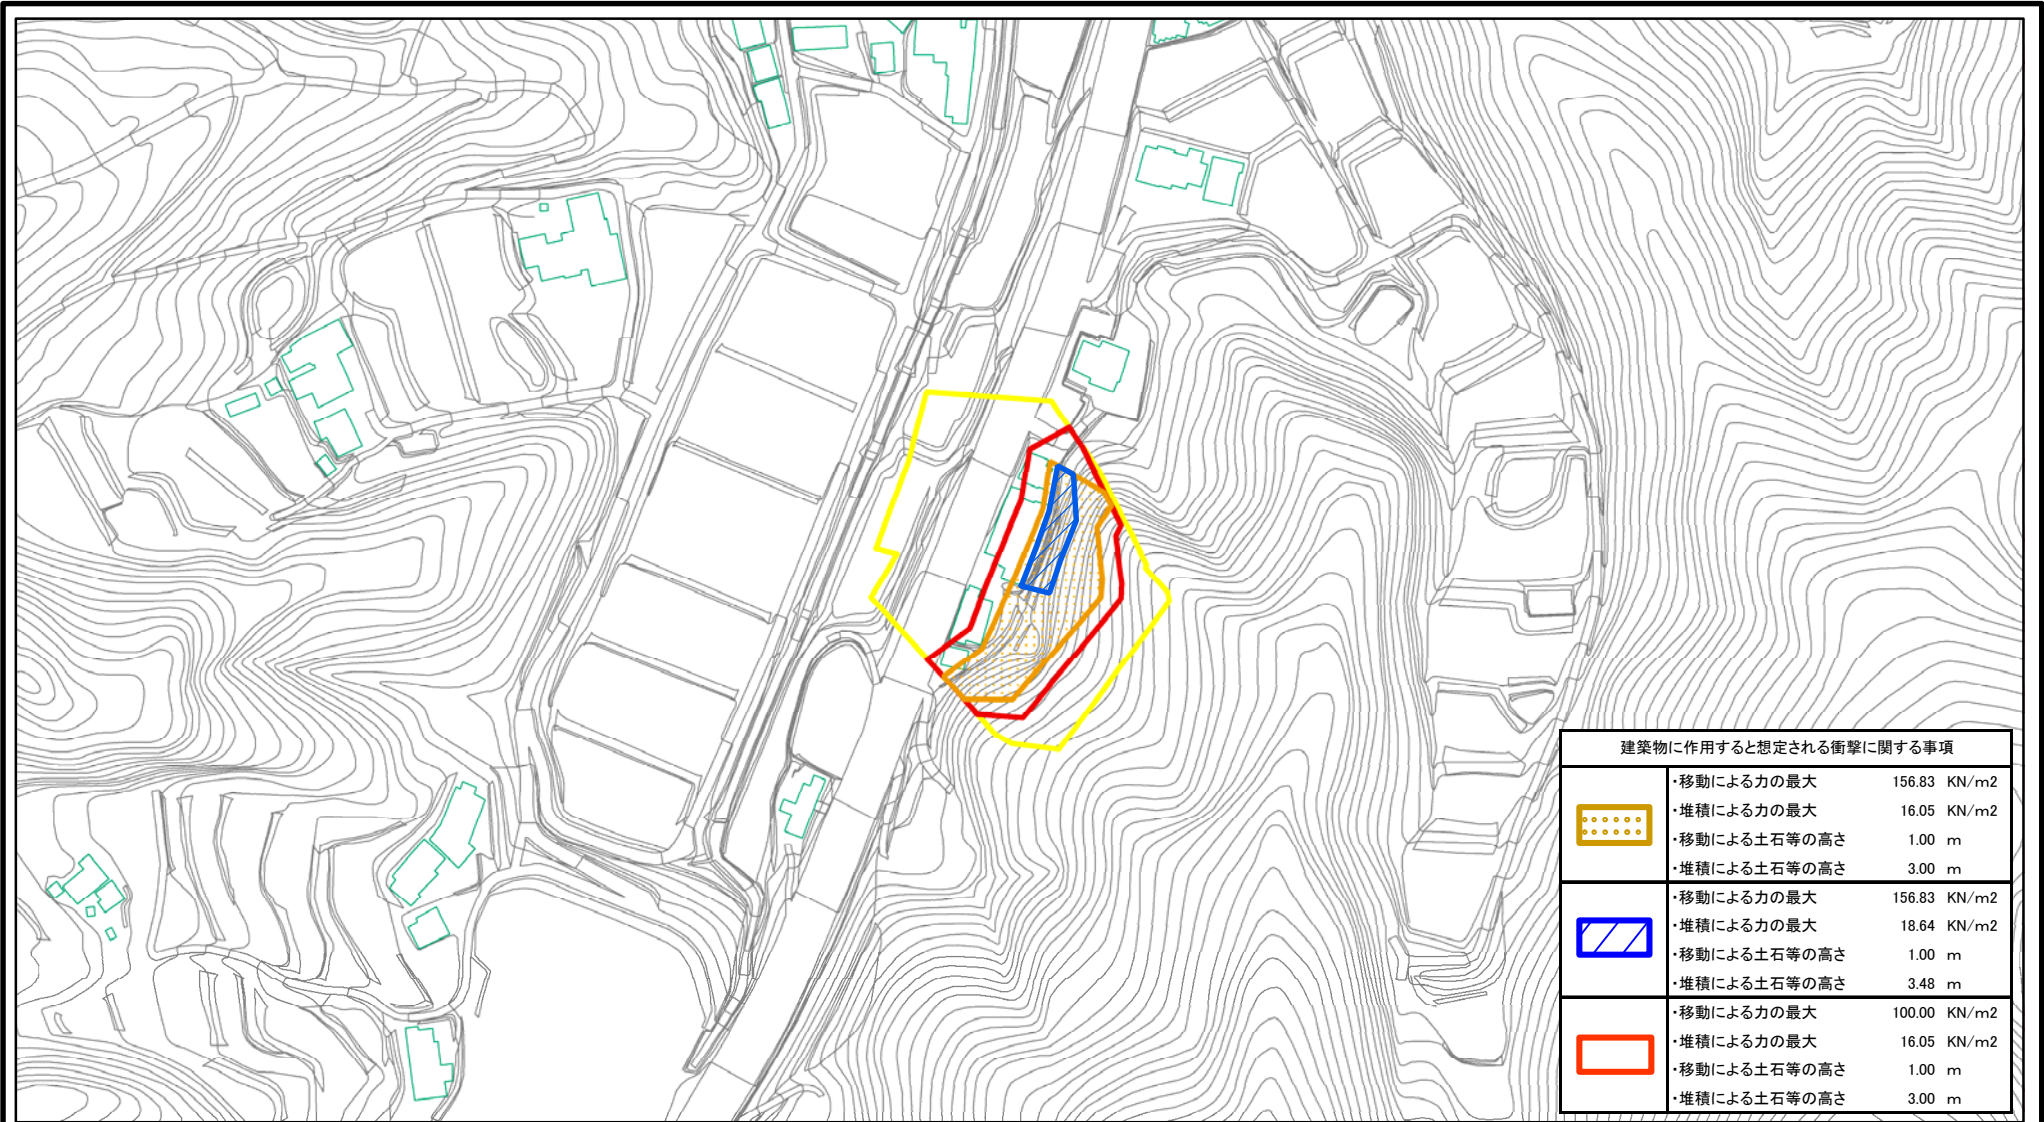 建築物に作用すると想定される衝撃に関する事項
・移動による力の最大 156.83 KN/m2
・堆積による力の最大 16.05 KN/m2
・移動による土石等の高さ 1.00 m
・堆積による土石等の高さ 3.00 m
・移動による力の最大 156.83 KN/m2
・堆積による力の最大 18.64 KN/m2
・移動による土石等の高さ 1.00 m
・堆積による土石等の高さ 3.48 m
・移動による力の最大 100.00 KN/m2
・堆積による力の最大 16.05 KN/m2
・移動による土石等の高さ 1.00 m
・堆積による土石等の高さ 3.00 m